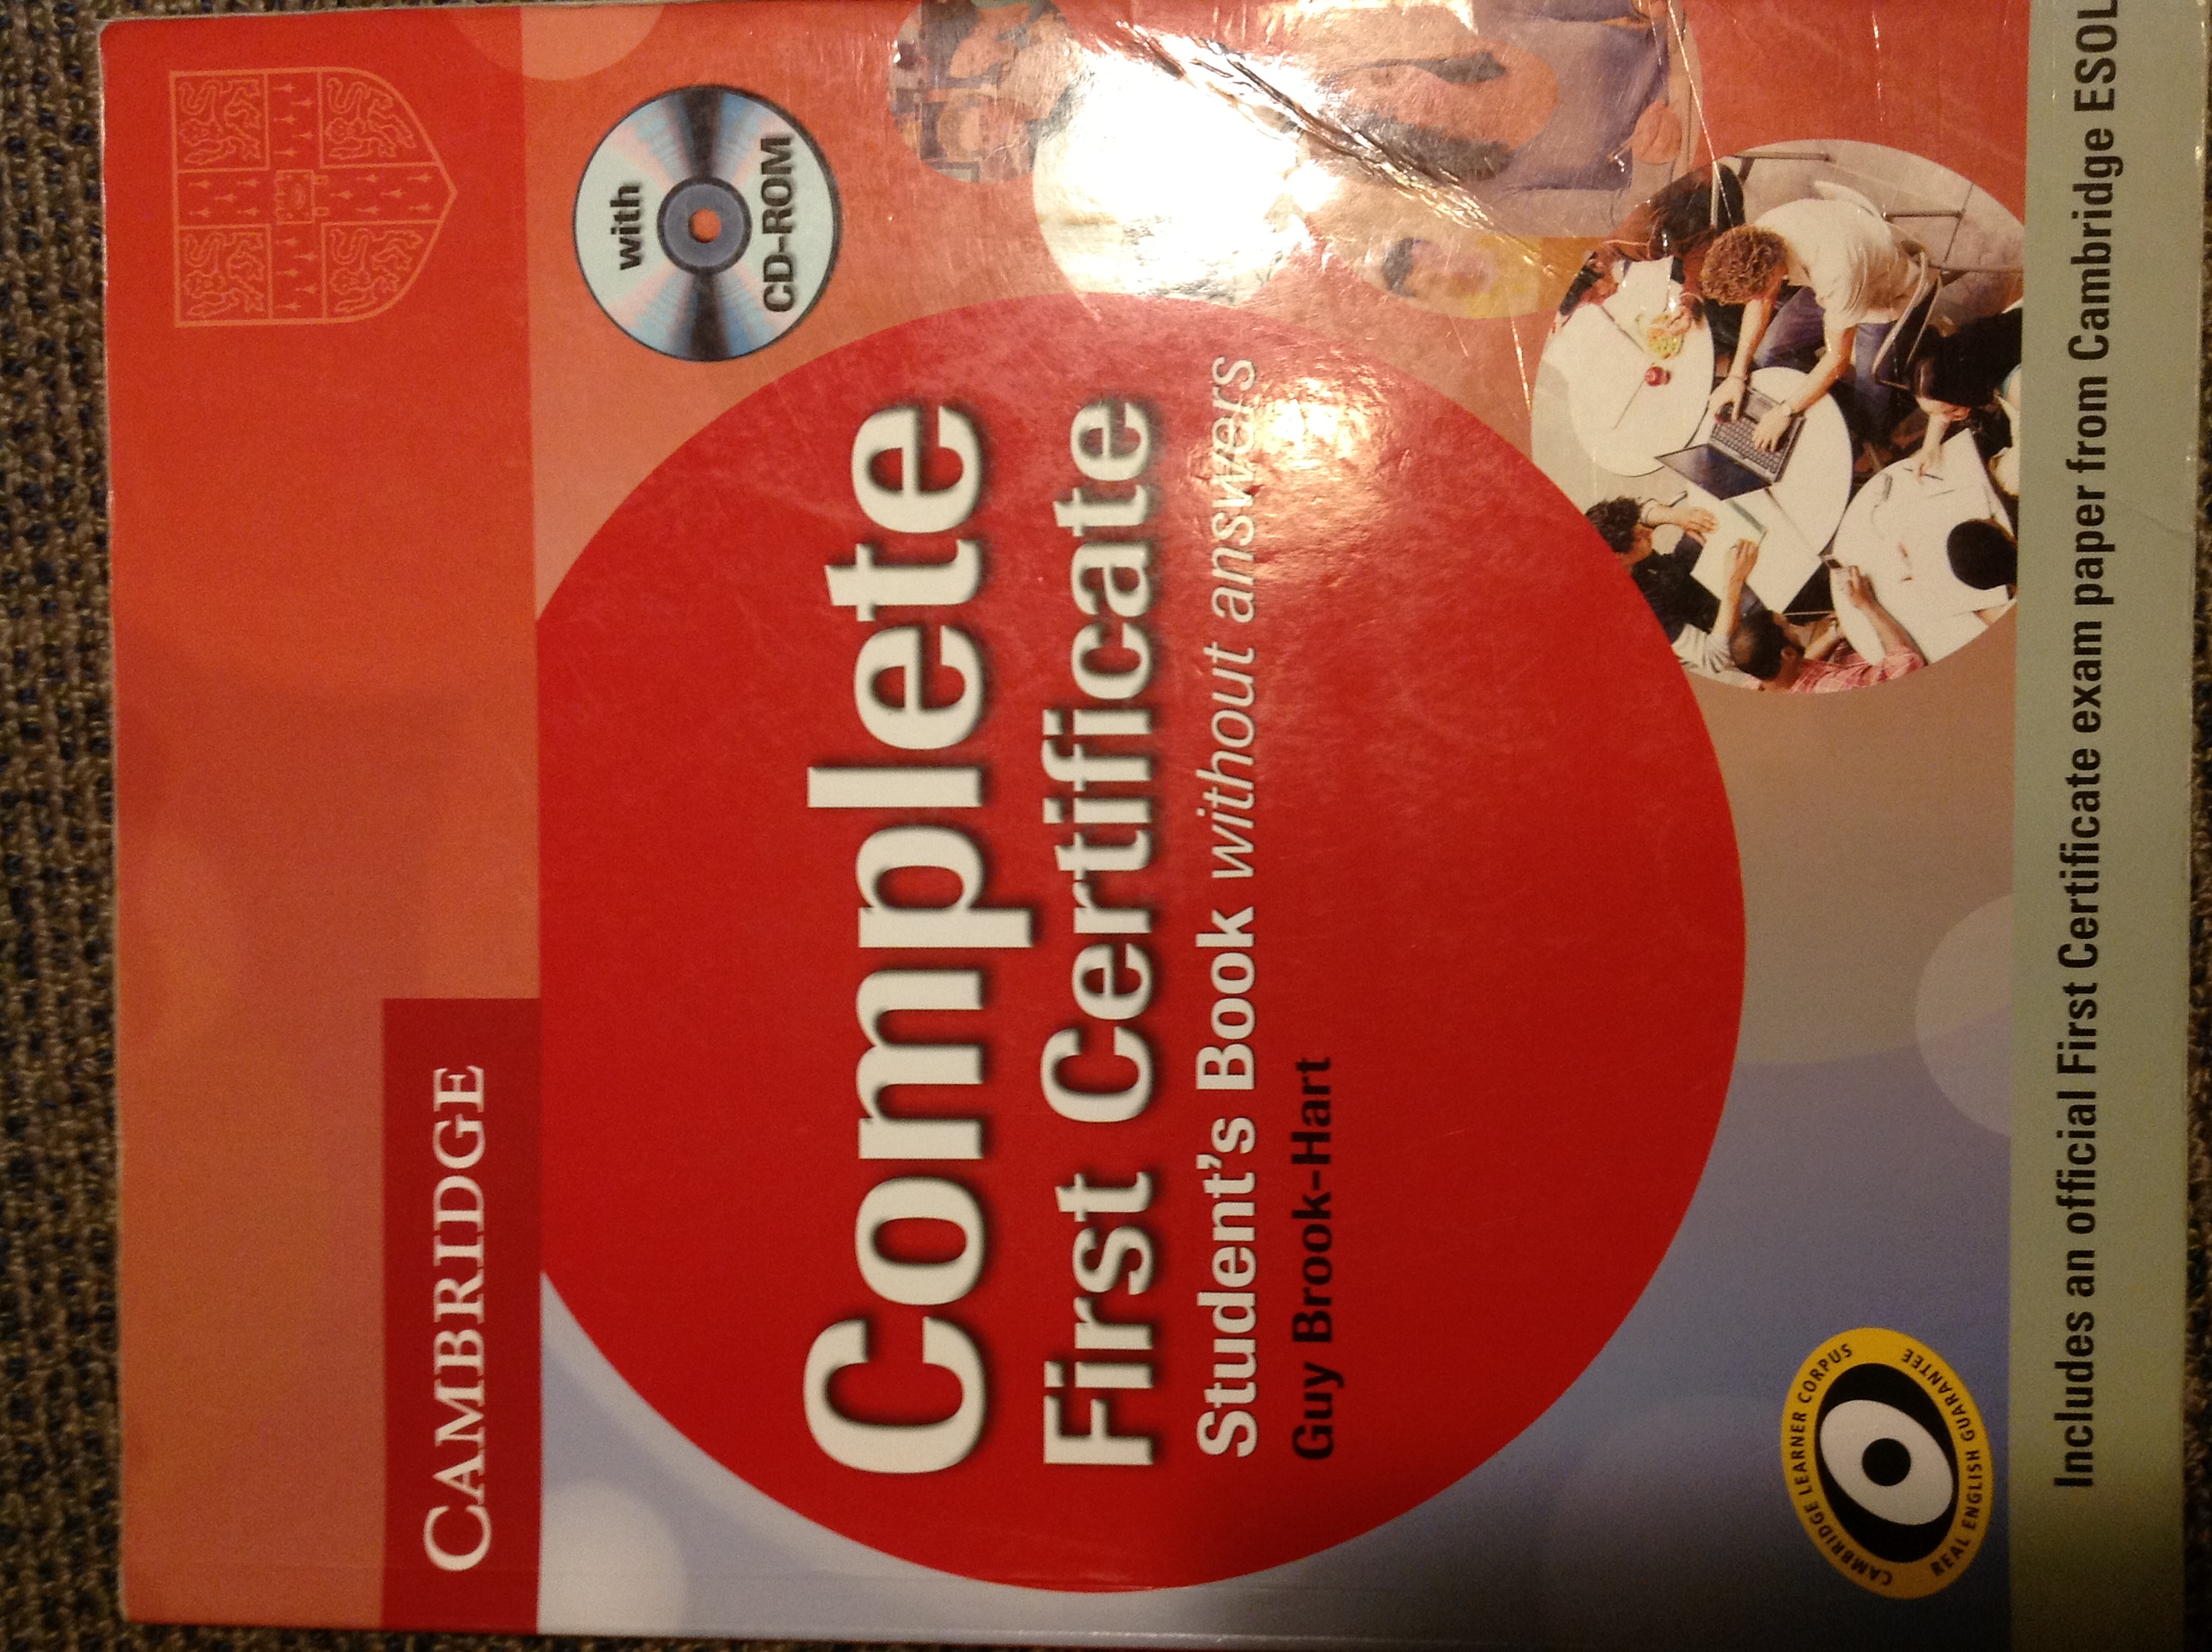 CAMBRIDGE
with
CD-ROM
Complete
First Certificate
Student's Book without answers
Guy Brook-Hart
CAMBRIDGE LEARNER CORPUS
REAL ENGLISH GUARANTEE
Includes an official First Certificate exam paper from Cambridge ESOL